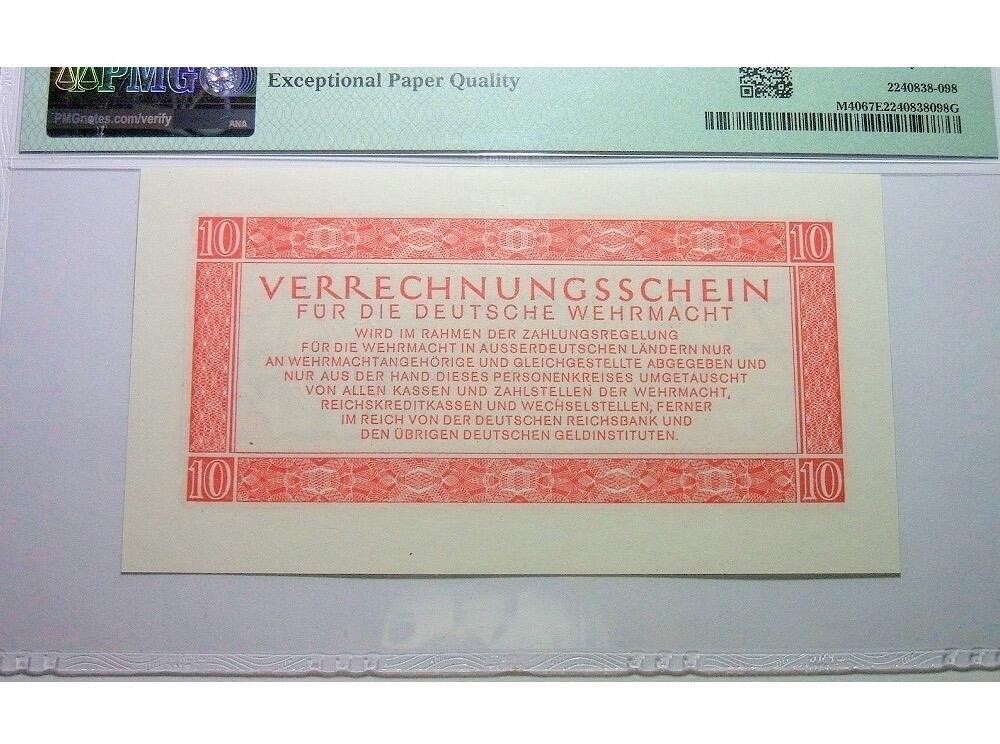 PMG
Exceptional Paper Quality
PMGnotes.com/verify
ANA
2240838-098
M4067E2240838098G
10 10
VERRECHNUNGSSCHEIN
FÜR DIE DEUTSCHE WEHRMACHT
WIRD IM RAHMEN DER ZAHLUNGSREGELUNG
FÜR DIE WEHRMACHT IN AUSSERDEUTSCHEN LÄNDERN NUR
AN WEHRMACHTANGEHÖRIGE UND GLEICHGESTELLTE ABGEGEBEN UND
NUR AUS DER HAND DIESES PERSONENKREISES UMGETAUSCHT
VON ALLEN KASSEN UND ZAHLSTELLEN DER WEHRMACHT,
REICHSKREDITKASSEN UND WECHSELSTELLEN, FERNER
IM REICH VON DER DEUTSCHEN REICHSBANK UND
DEN ÜBRIGEN DEUTSCHEN GELDINSTITUTEN.
10 10